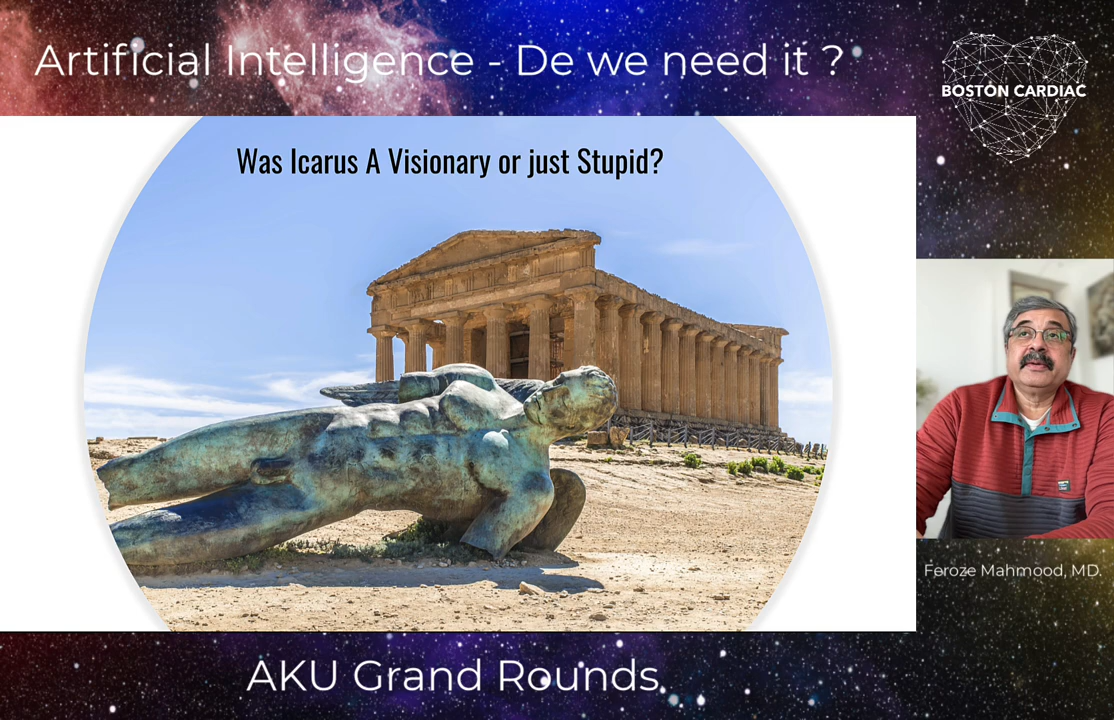 Artificial Intelligence - De we need it ?
BOSTON CARDIAC
Was Icarus A Visionary or just Stupid?
Feroze Mahmood, MD.
AKU Grand Rounds